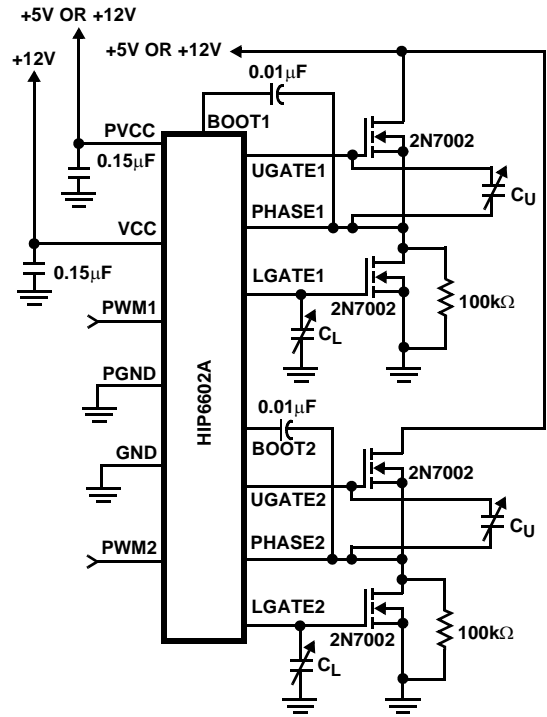 +5V OR +12V
+12V
+5V OR +12V
0.01μF
BOOT1
PVCC
0.15μF
UGATE1
2N7002
CU
PHASE1
VCC
0.15μF
LGATE1
2N7002
100kΩ
CL
PWM1
PGND
HIP6602A
0.01μF
BOOT2
GND
2N7002
UGATE2
CU
PHASE2
PWM2
LGATE2
2N7002
100kΩ
CL